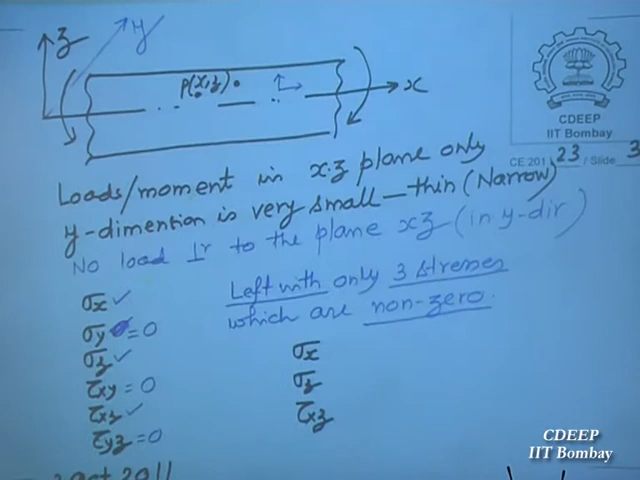 z
y
P(x,z)
x
CDEEP
IIT Bombay
CE 201 23 / Slide 3
Loads/moment in x-z plane only
y-dimention is very small - thin (Narrow)
No load ⊥r to the plane xz (in y-dir)
σx ✓
Left with only 3 stresses
which are non-zero.
σy = 0
σz ✓
τxy = 0
τxz ✓
τyz = 0
σx
σz
τxz
Oct 2011
CDEEP
IIT Bombay